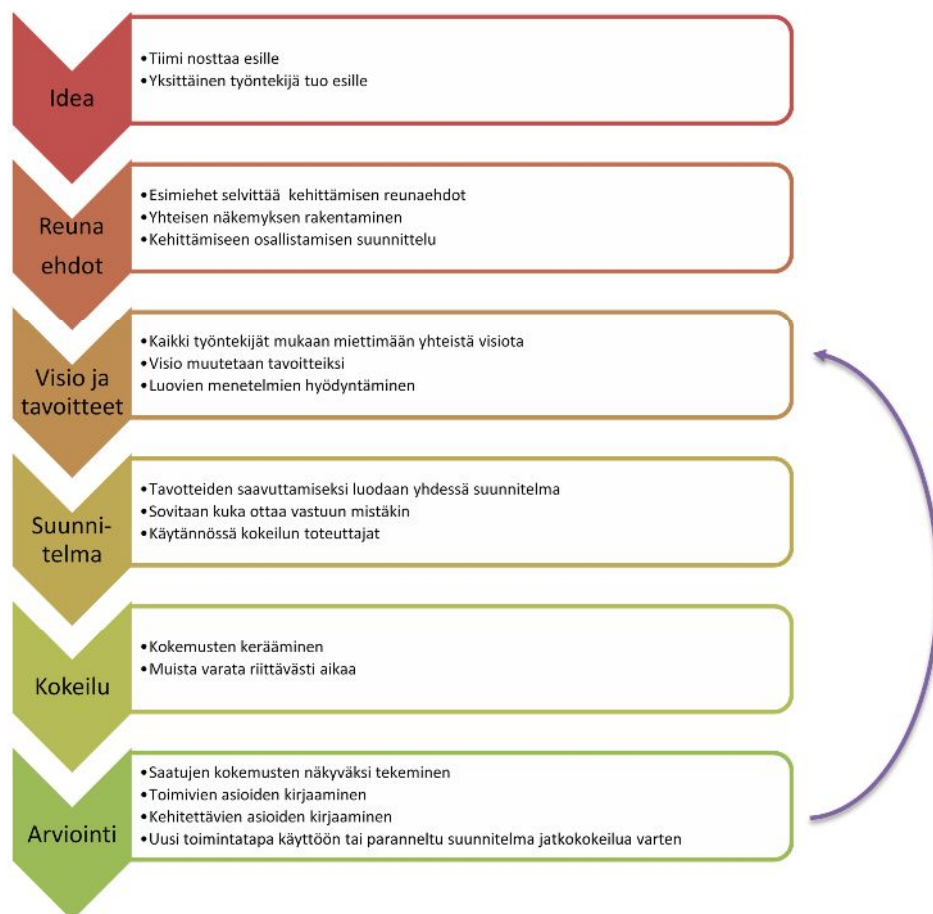 Idea
•Tiimi nosttaa esille
•Yksittäinen työntekijä tuo esille
Reuna
ehdot
•Esimiehet selvittää  kehittämisen reunaehdot
•Yhteisen näkemyksen rakentaminen
•Kehittämiseen osallistamisen suunnittelu
Visio ja
tavoitteet
•Kaikki työntekijät mukaan miettimään yhteistä visiota
•Visio muutetaan tavoitteiksi
•Luovien menetelmien hyödyntäminen
Suunni-
telma
•Tavotteiden saavuttamiseksi luodaan yhdessä suunnitelma
•Sovitaan kuka ottaa vastuun mistäkin
•Käytännössä kokeilun toteuttajat
Kokeilu
•Kokemusten kerääminen
•Muista varata riittävästi aikaa
Arviointi
•Saatujen kokemusten näkyväksi tekeminen
•Toimivien asioiden kirjaaminen
•Kehitettävien asioiden kirjaaminen
•Uusi toimintatapa käyttöön tai paranneltu suunnitelma jatkokokeilua varten